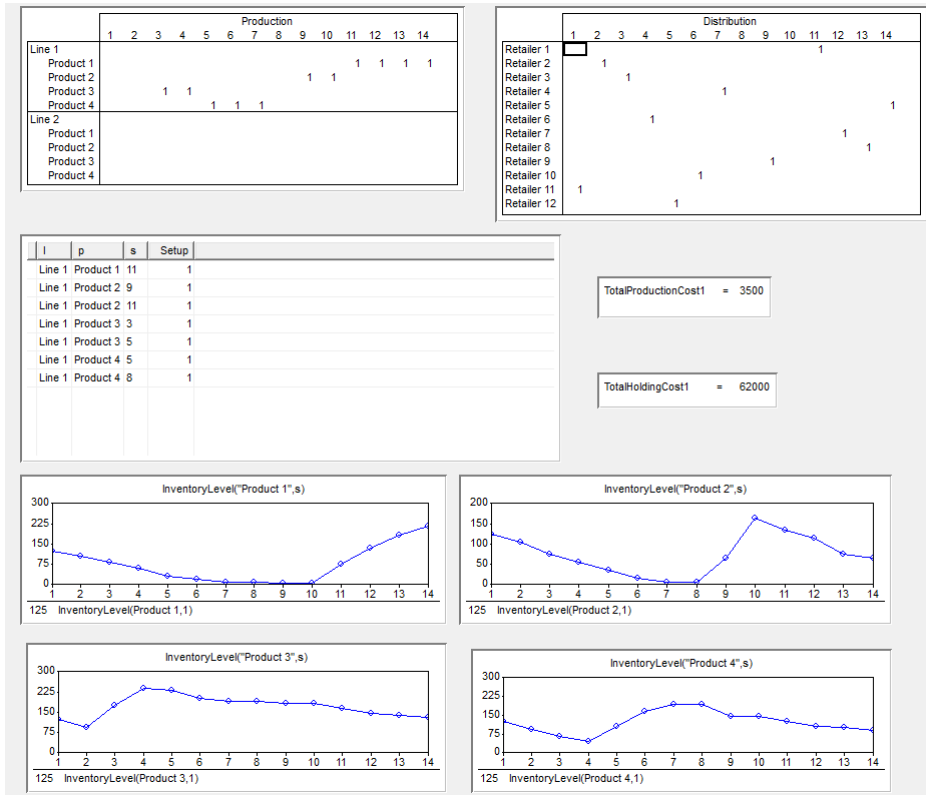 Production
1 2 3 4 5 6 7 8 9 10 11 12 13 14
Line 1
Product 1 1 1 1 1
Product 2 1 1
Product 3 1 1
Product 4 1 1 1
Line 2
Product 1
Product 2
Product 3
Product 4
Distribution
1 2 3 4 5 6 7 8 9 10 11 12 13 14
Retailer 1 1
Retailer 2 1
Retailer 3 1
Retailer 4 1
Retailer 5 1
Retailer 6 1
Retailer 7 1
Retailer 8 1
Retailer 9 1
Retailer 10 1
Retailer 11 1
Retailer 12 1
l p s Setup
Line 1 Product 1 11 1
Line 1 Product 2 9 1
Line 1 Product 2 11 1
Line 1 Product 3 3 1
Line 1 Product 3 5 1
Line 1 Product 4 5 1
Line 1 Product 4 8 1
TotalProductionCost1 = 3500
TotalHoldingCost1 = 62000
InventoryLevel("Product 1",s)
300
225
150
75
0
1 2 3 4 5 6 7 8 9 10 11 12 13 14
125 InventoryLevel(Product 1,1)
InventoryLevel("Product 2",s)
200
150
100
50
0
1 2 3 4 5 6 7 8 9 10 11 12 13 14
125 InventoryLevel(Product 2,1)
InventoryLevel("Product 3",s)
300
225
150
75
0
1 2 3 4 5 6 7 8 9 10 11 12 13 14
125 InventoryLevel(Product 3,1)
InventoryLevel("Product 4",s)
300
225
150
75
0
1 2 3 4 5 6 7 8 9 10 11 12 13 14
125 InventoryLevel(Product 4,1)